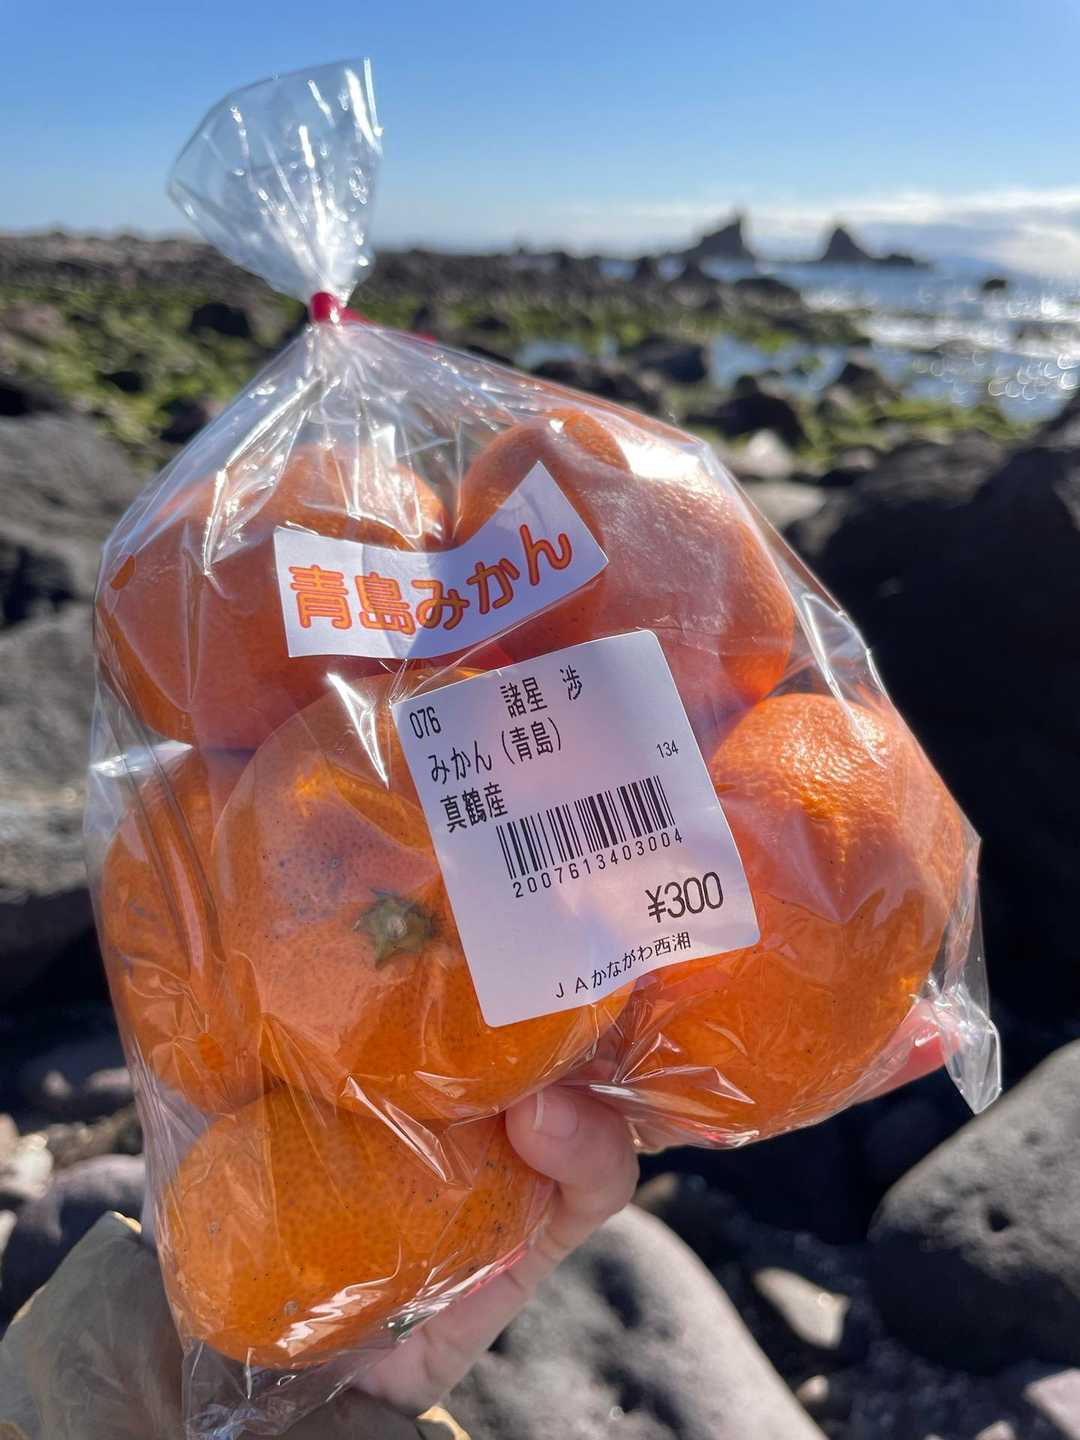 青島みかん
076 諸星 渉
みかん(青島)
134
真鶴産
2007613403004
¥300
JAかながわ西湘